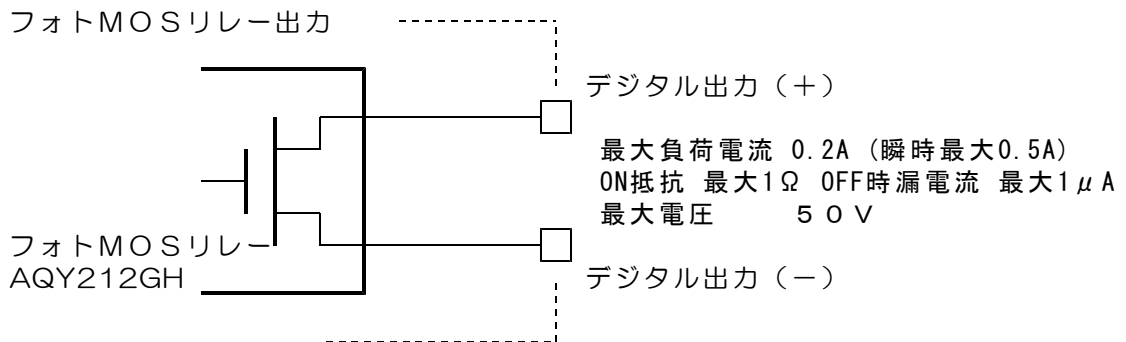 フォトMOSリレー出力
デジタル出力（＋）
最大負荷電流 0.2A (瞬時最大0.5A)
ON抵抗 最大1Ω OFF時漏電流 最大1μA
最大電圧　　５０Ｖ
フォトMOSリレー
AQY212GH
デジタル出力（－）